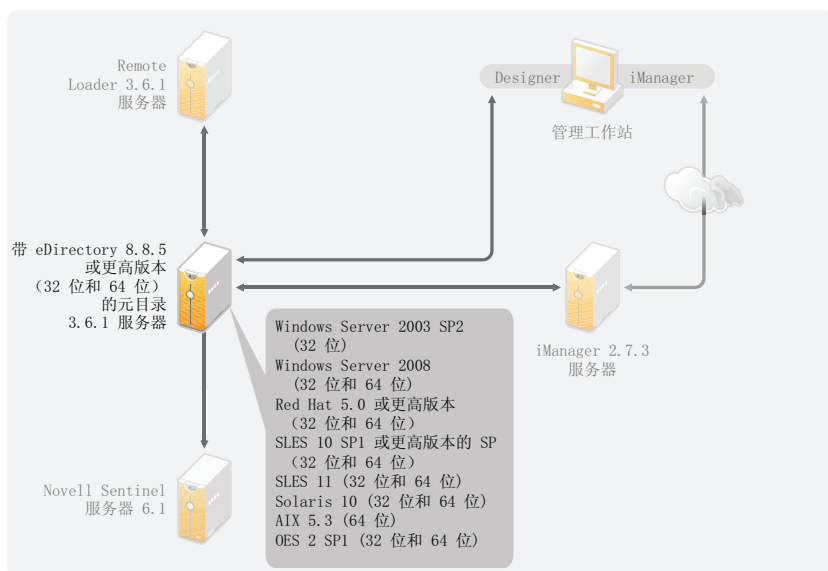 Remote
Loader 3.6.1
服务器
Designer
iManager
管理工作站
带 eDirectory 8.8.5
或更高版本
（32 位和 64 位）
的元目录
3.6.1 服务器
iManager 2.7.3
服务器
Windows Server 2003 SP2
(32 位)
Windows Server 2008
(32 位和 64 位)
Red Hat 5.0 或更高版本
（32 位和 64 位）
SLES 10 SP1 或更高版本的 SP
（32 位和 64 位）
SLES 11 (32 位和 64 位)
Solaris 10 (32 位和 64 位)
AIX 5.3 (64 位)
OES 2 SP1 (32 位和 64 位)
Novell Sentinel
服务器 6.1